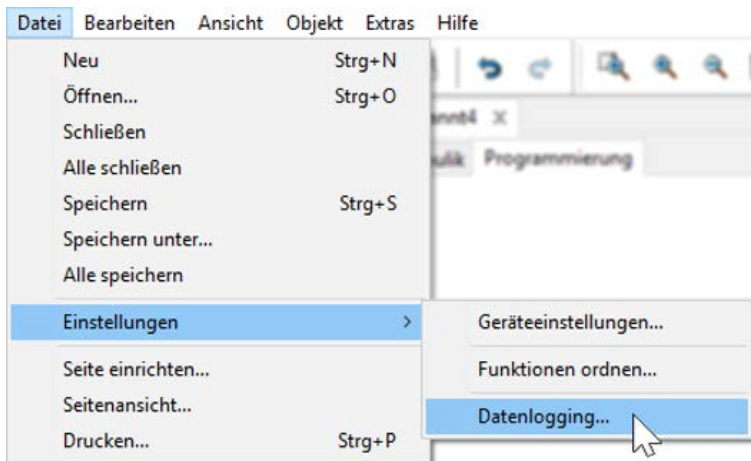 Datei Bearbeiten Ansicht Objekt Extras Hilfe
Neu Strg+N
Öffnen... Strg+O
Schließen
Alle schließen
Speichern Strg+S
Speichern unter...
Alle speichern
Einstellungen >
Seite einrichten...
Seitenansicht...
Drucken... Strg+P
Programmierung
Geräteeinstellungen...
Funktionen ordnen...
Datenlogging...